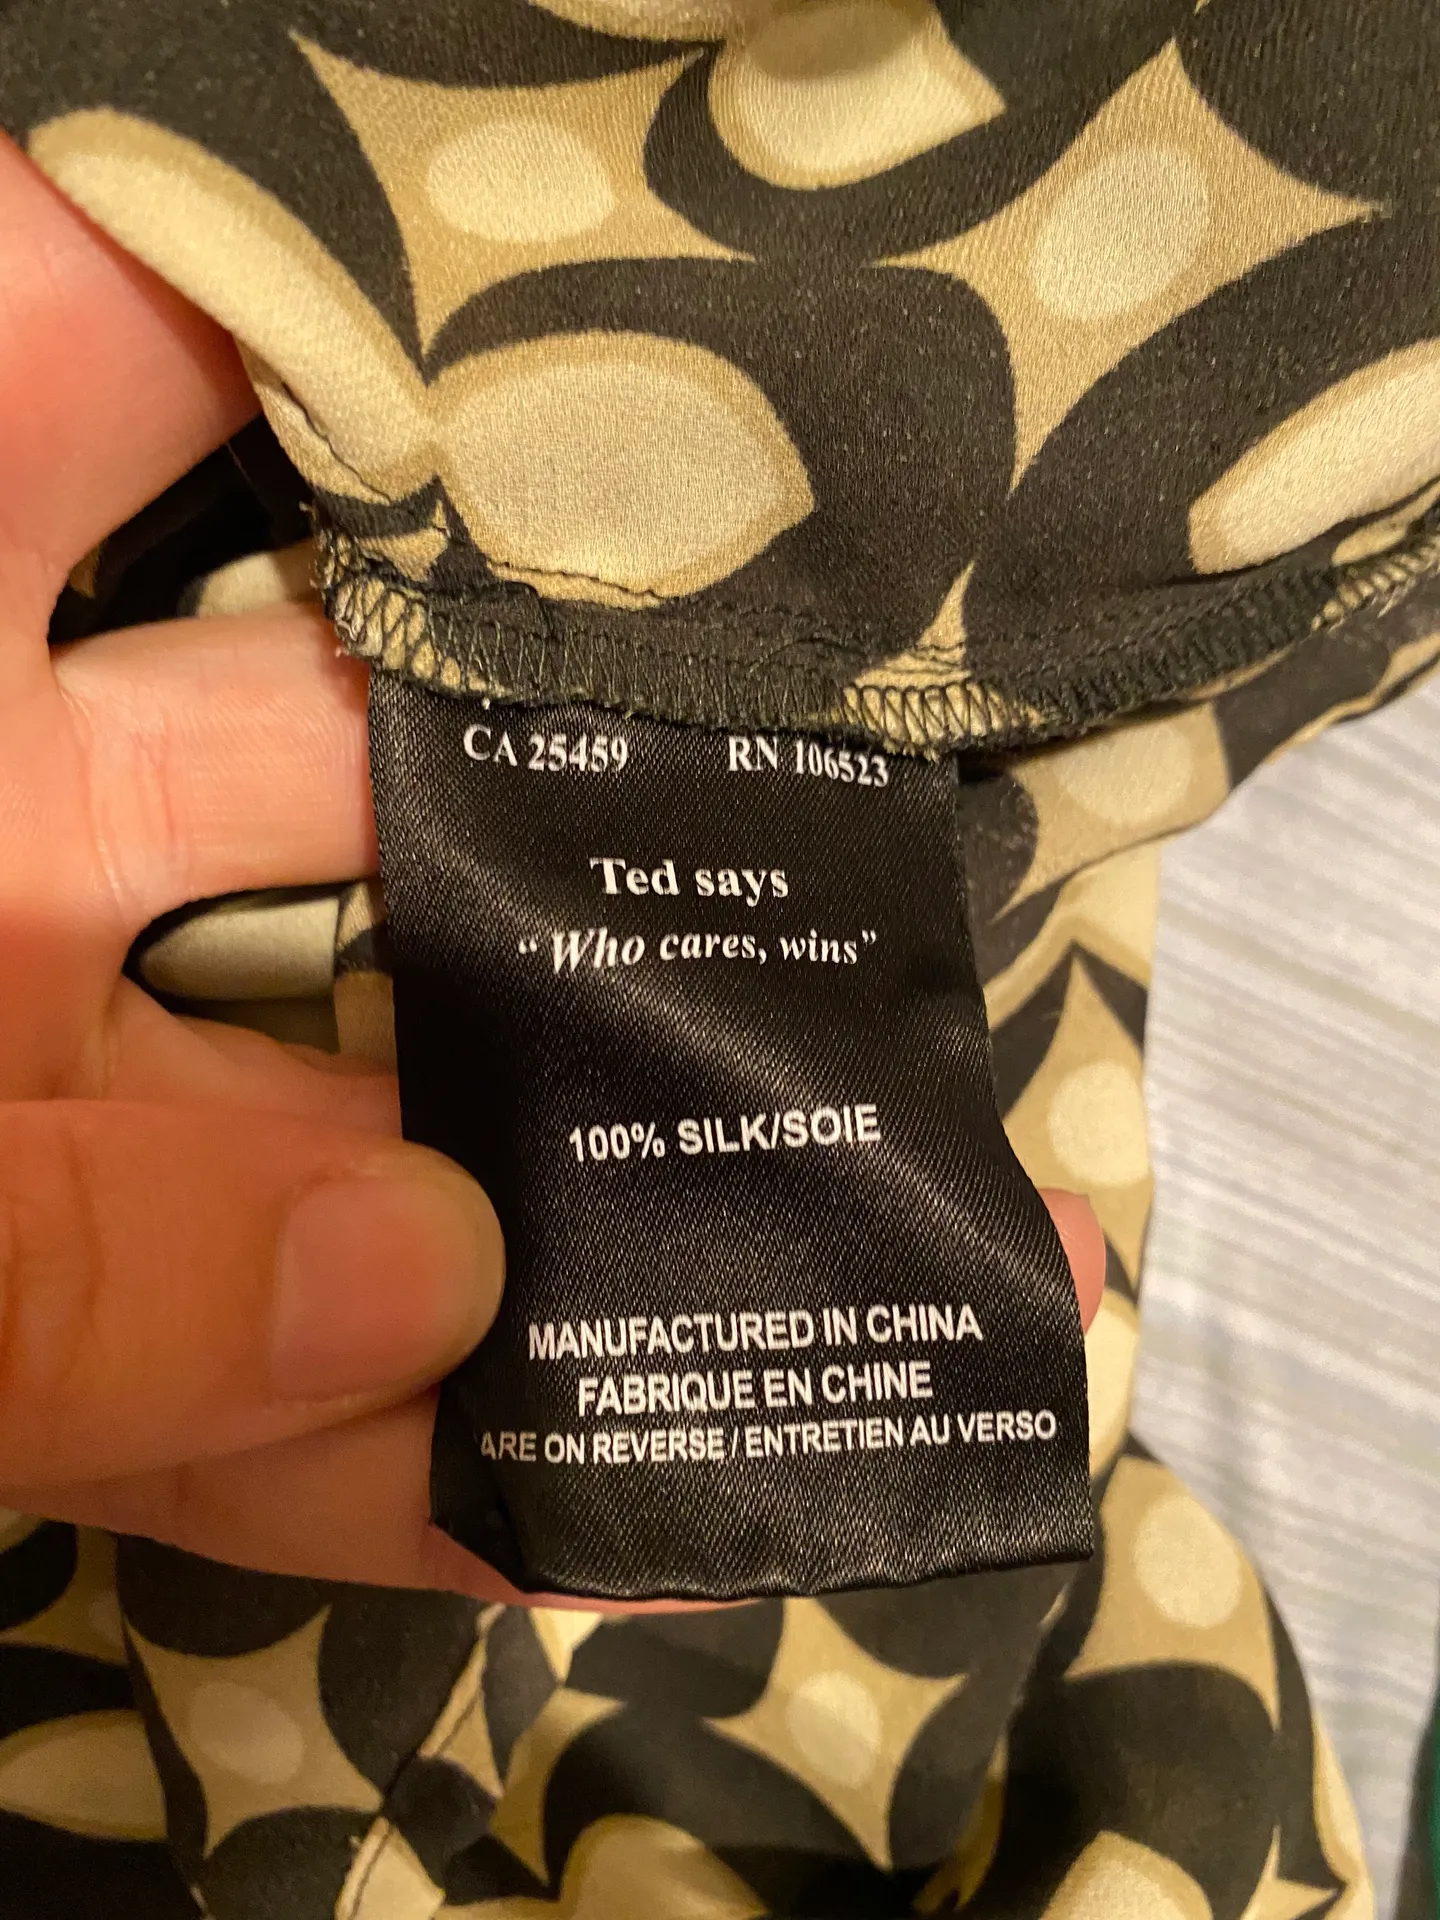 CA 25459 RN 106523
Ted says
“Who cares, wins”
100% SILK/SOIE
MANUFACTURED IN CHINA
FABRIQUE EN CHINE
ARE ON REVERSE / ENTRETIEN AU VERSO